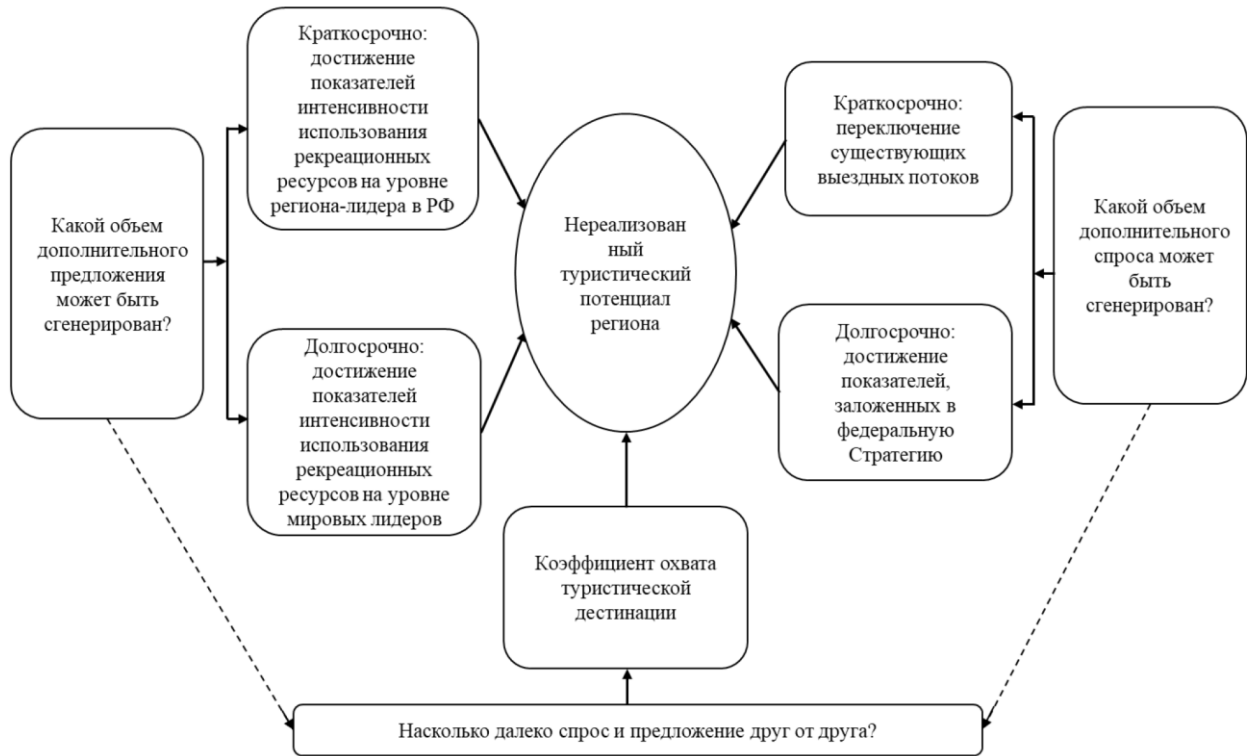 Какой объем
дополнительного
предложения
может быть
сгенерирован?
Краткосрочно:
достижение
показателей
интенсивности
использования
рекреационных
ресурсов на уровне
региона-лидера в РФ
Долгосрочно:
достижение
показателей
интенсивности
использования
рекреационных
ресурсов на уровне
мировых лидеров
Нереализован
ный
туристический
потенциал
региона
Краткосрочно:
переключение
существующих
выездных потоков
Долгосрочно:
достижение
показателей,
заложенных в
федеральную
Стратегию
Какой объем
дополнительного
спроса может
быть
сгенерирован?
Коэффициент охвата
туристической
дестинации
Насколько далеко спрос и предложение друг от друга?